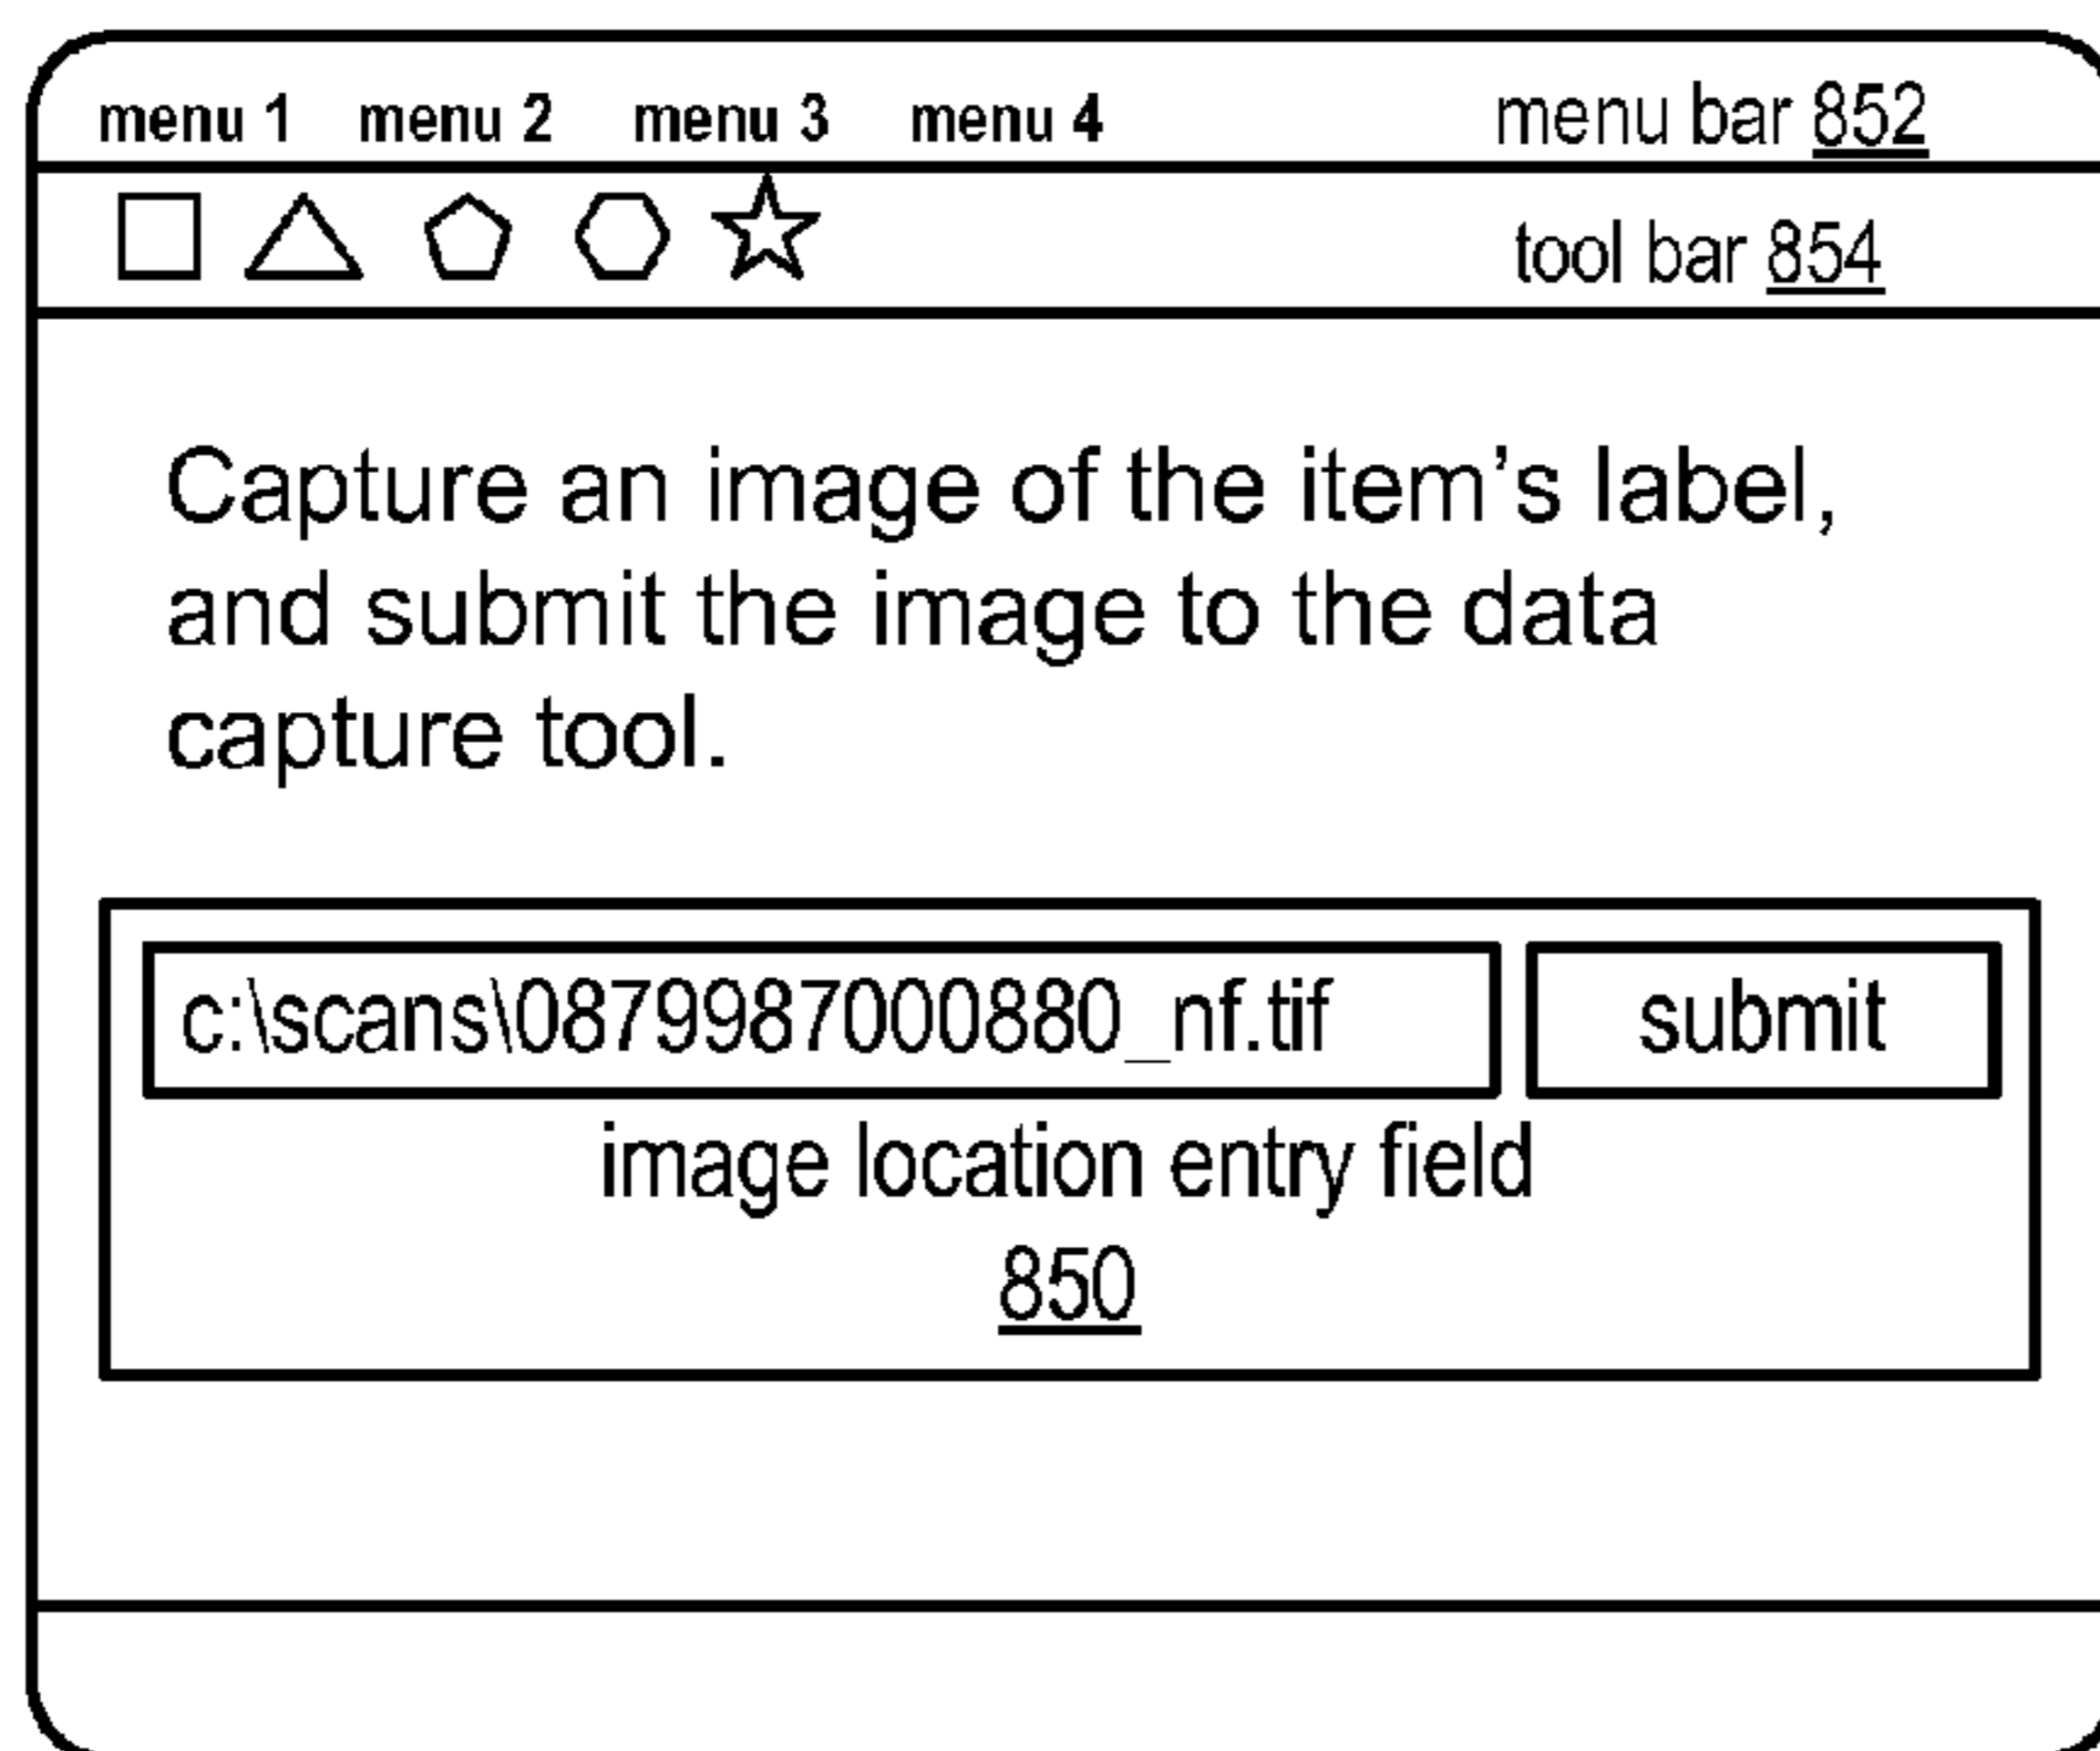 menu 1 menu 2 menu 3 menu 4 menu bar 852
tool bar 854
Capture an image of the item’s label,
and submit the image to the data
capture tool.
c:\scans\0879987000880_nf.tif submit
image location entry field
850